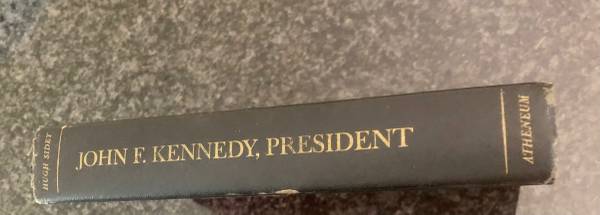 HUGH SIDEY
JOHN F. KENNEDY, PRESIDENT
ATHENEUM